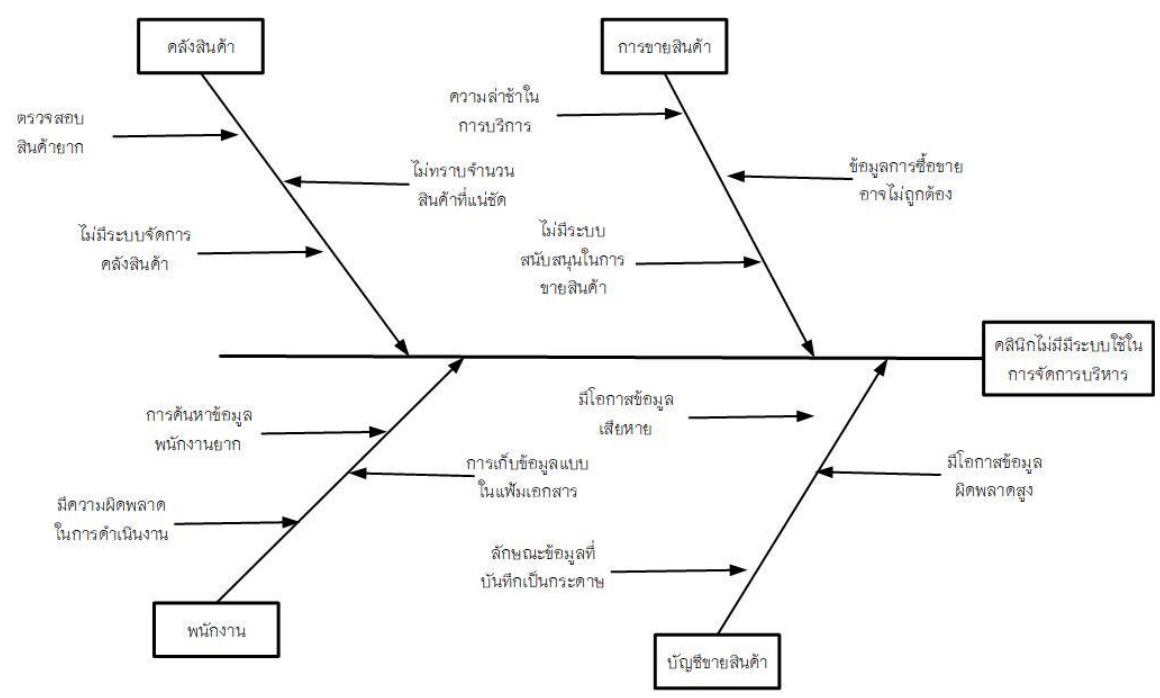 คลังสินค้า
การขายสินค้า
ตรวจสอบ
สินค้ายาก
ความล่าช้าใน
การบริการ
ไม่ทราบจำนวน
สินค้าที่แน่ชัด
ข้อมูลการซื้อขาย
อาจไม่ถูกต้อง
ไม่มีระบบจัดการ
คลังสินค้า
ไม่มีระบบ
สนับสนุนในการ
ขายสินค้า
คลินิกไม่มีมีระบบใช้ใน
การจัดการบริหาร
การค้นหาข้อมูล
พนักงานยาก
มีโอกาสข้อมูล
เสียหาย
การเก็บข้อมูลแบบ
ในแฟ้มเอกสาร
มีโอกาสข้อมูล
ผิดพลาดสูง
มีความผิดพลาด
ในการดำเนินงาน
ลักษณะข้อมูลที่
บันทึกเป็นกระดาษ
พนักงาน
บัญชีขายสินค้า